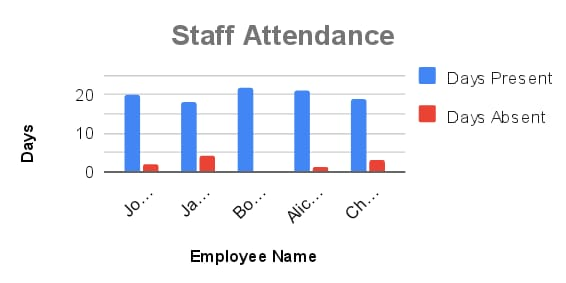 Staff Attendance
Days Present
Days Absent
20
10
0
Days
Jo...
Ja...
Bo...
Alic...
Ch...
Employee Name